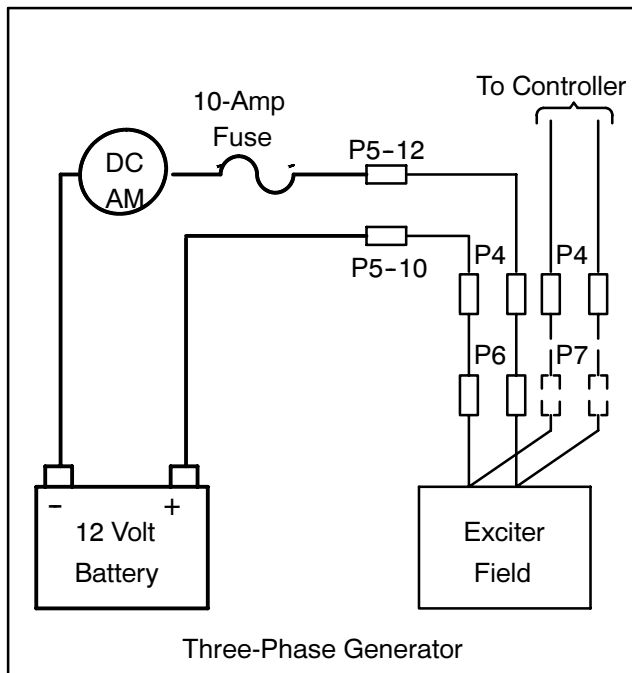 To Controller
10-Amp
Fuse
DC
AM
P5-12
P5-10
P4
P4
P6
P7
- +
12 Volt
Battery
Exciter
Field
Three-Phase Generator